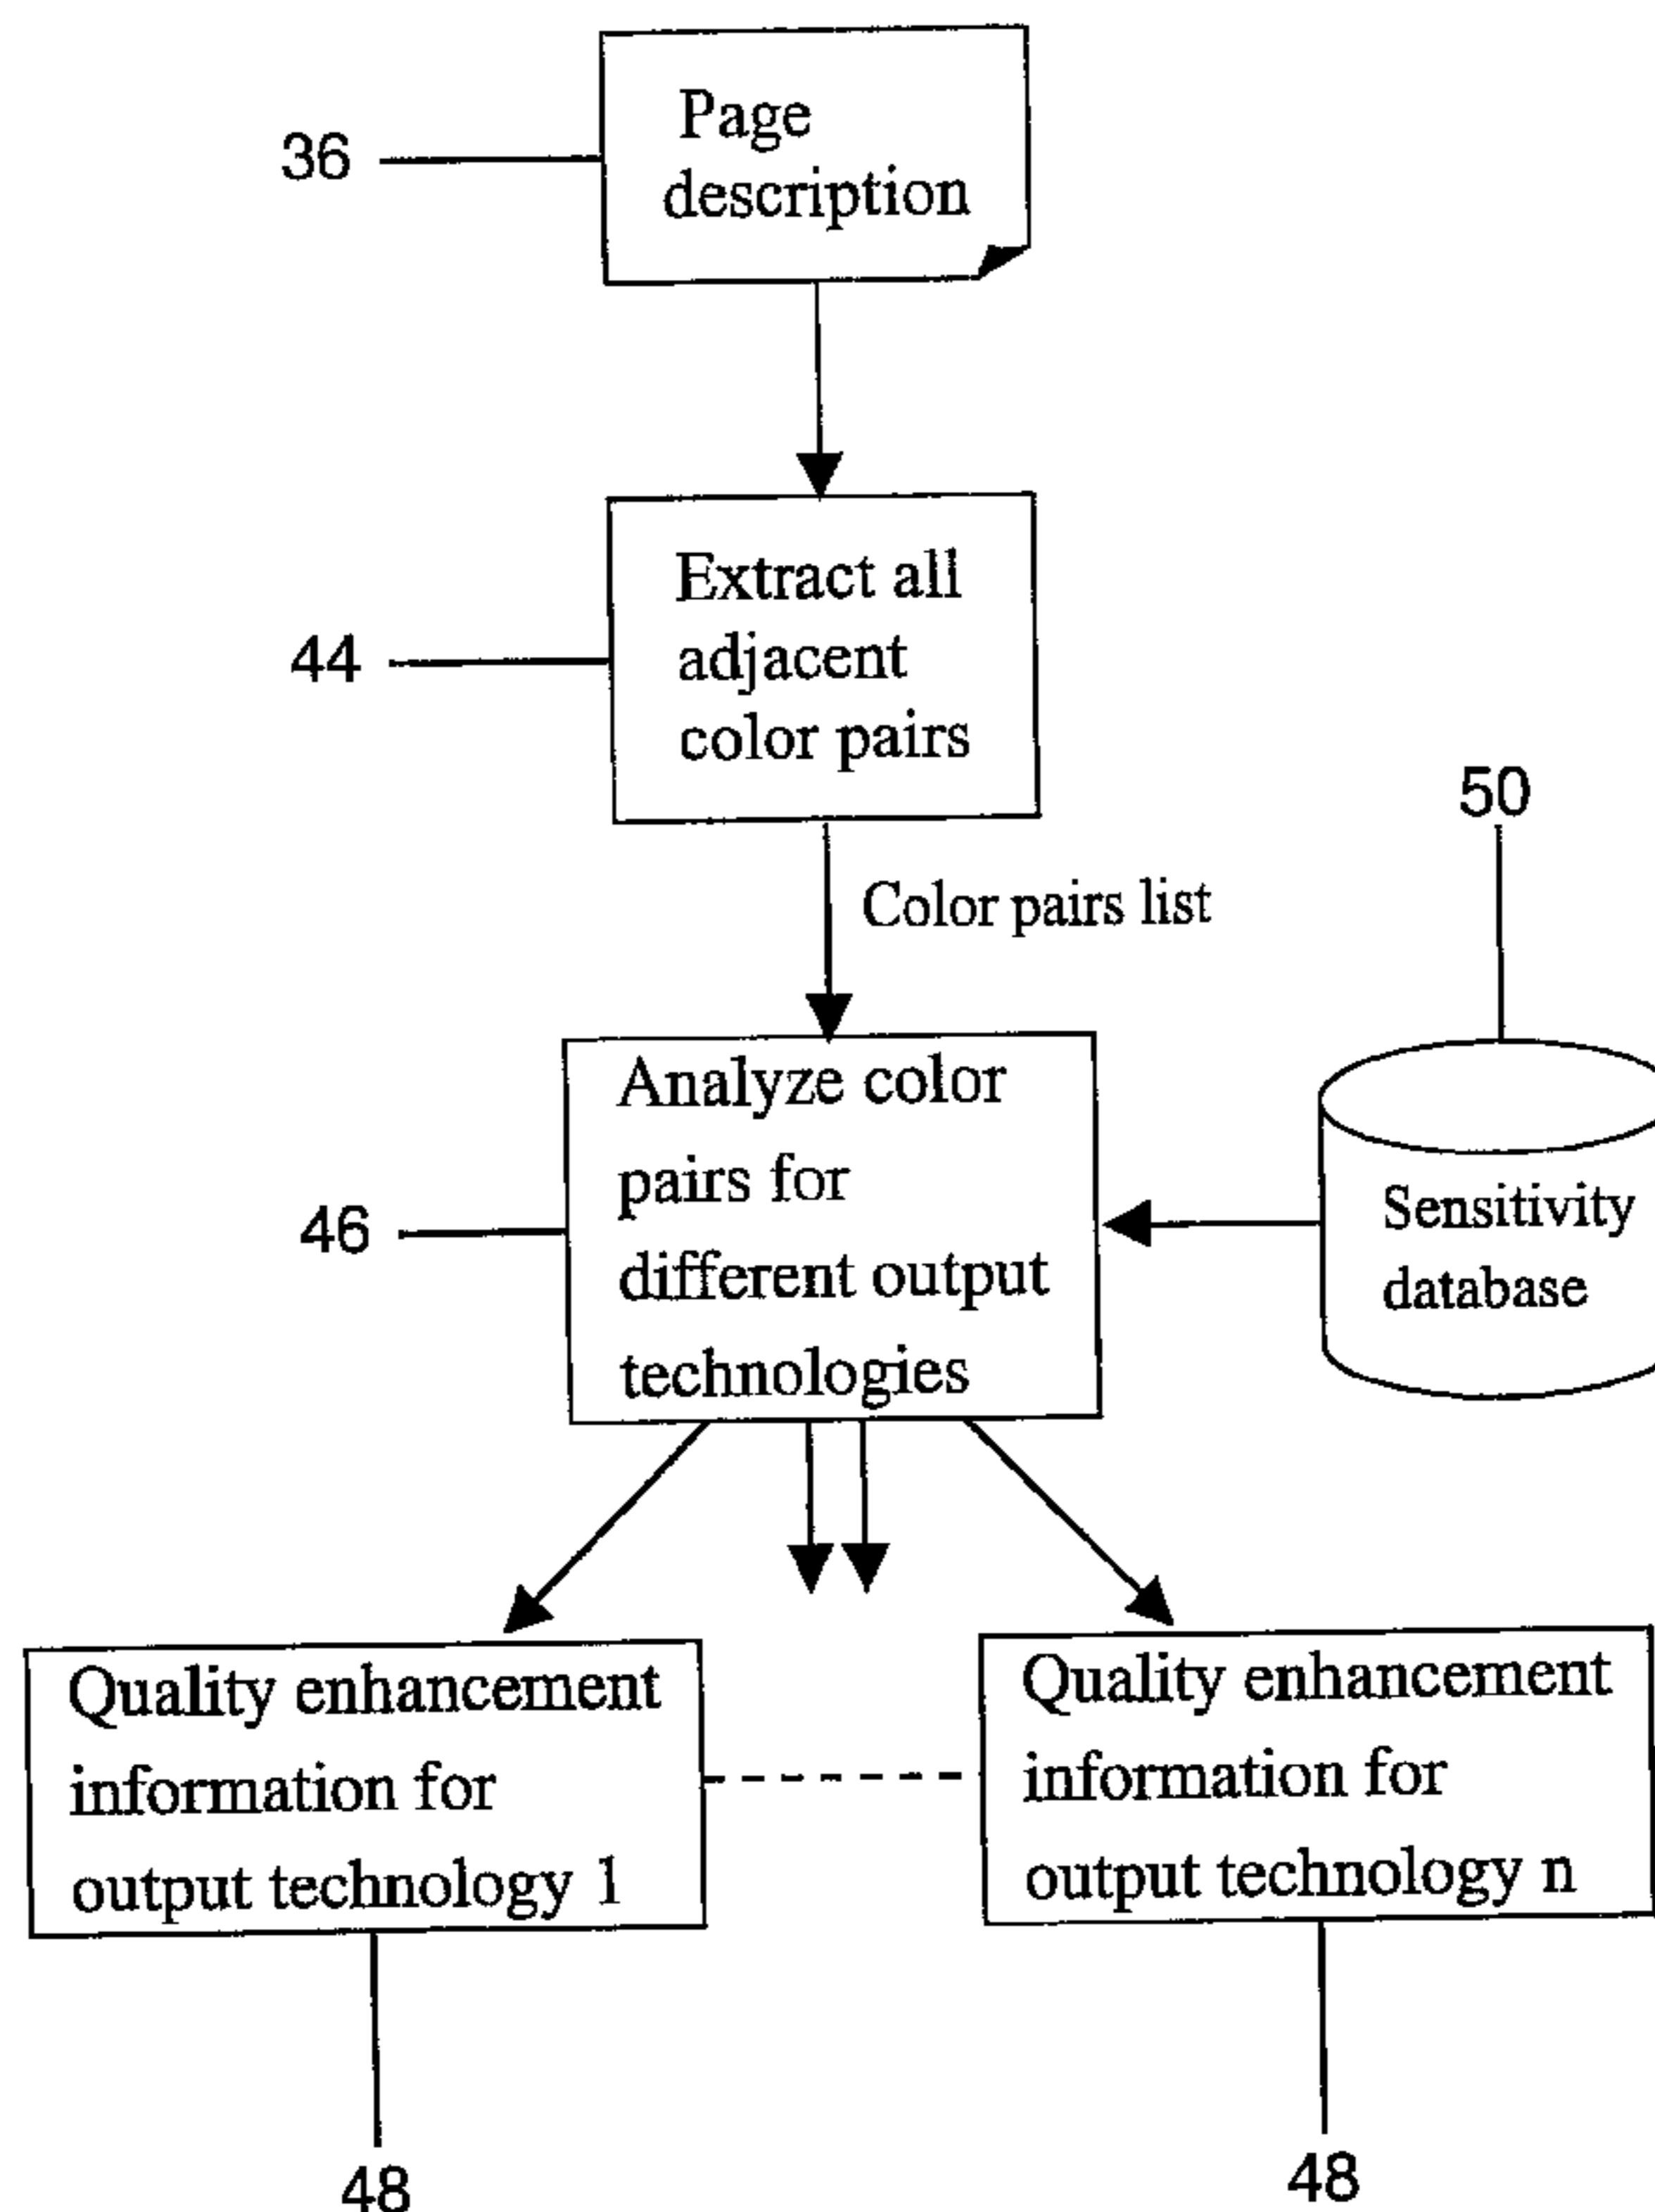 Page
description
36
Extract all
adjacent
color pairs
44
Color pairs list
50
Analyze color
pairs for
different output
technologies
46
Sensitivity
database
Quality enhancement
information for
output technology 1
Quality enhancement
information for
output technology n
48
48